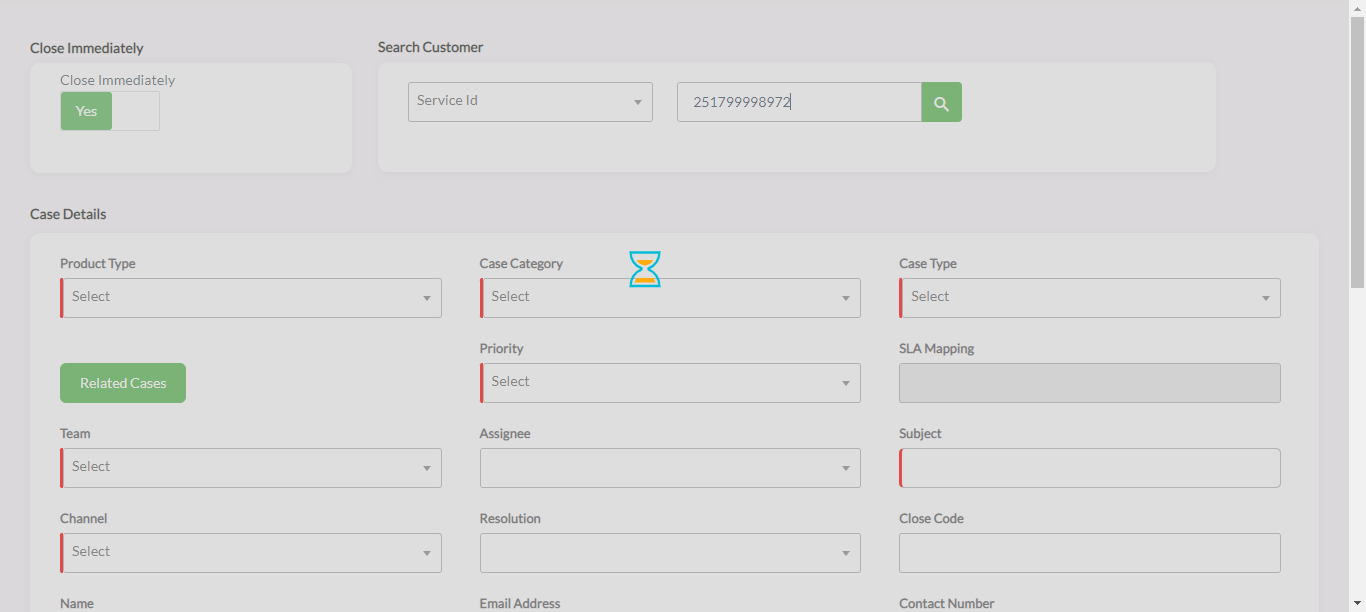 Close Immediately
Search Customer
Close Immediately
Yes
Service Id
251799998972
Case Details
Product Type
Case Category
Case Type
Select
Select
Select
Priority
SLA Mapping
Related Cases
Select
Team
Assignee
Subject
Select
Channel
Resolution
Close Code
Select
Name
Email Address
Contact Number